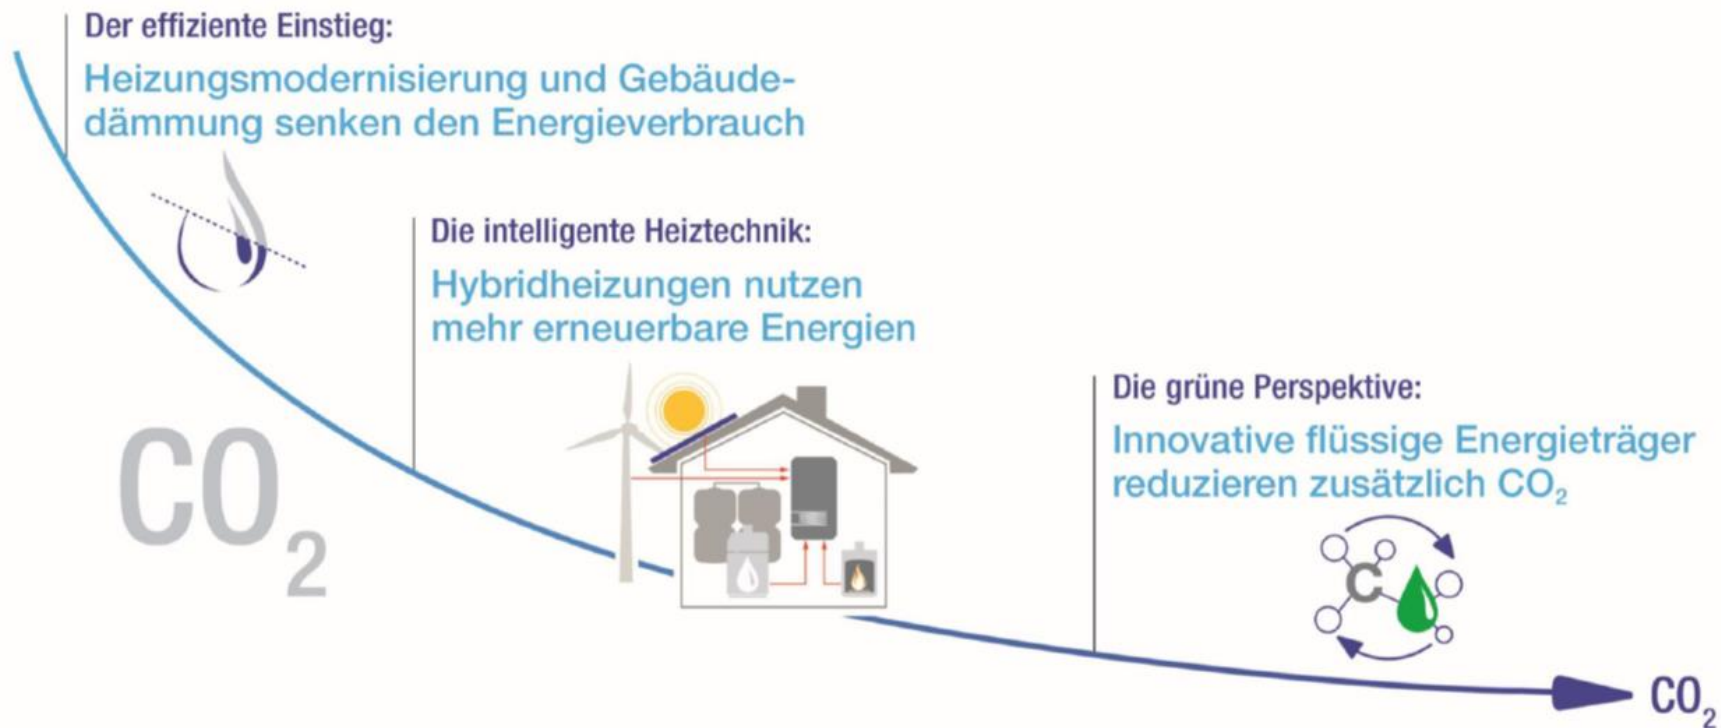 Der effiziente Einstieg:
Heizungsmodernisierung und Gebäude-
dämmung senken den Energieverbrauch
Die intelligente Heiztechnik:
Hybridheizungen nutzen
mehr erneuerbare Energien
Die grüne Perspektive:
Innovative flüssige Energieträger
reduzieren zusätzlich CO₂
CO₂
C
CO₂